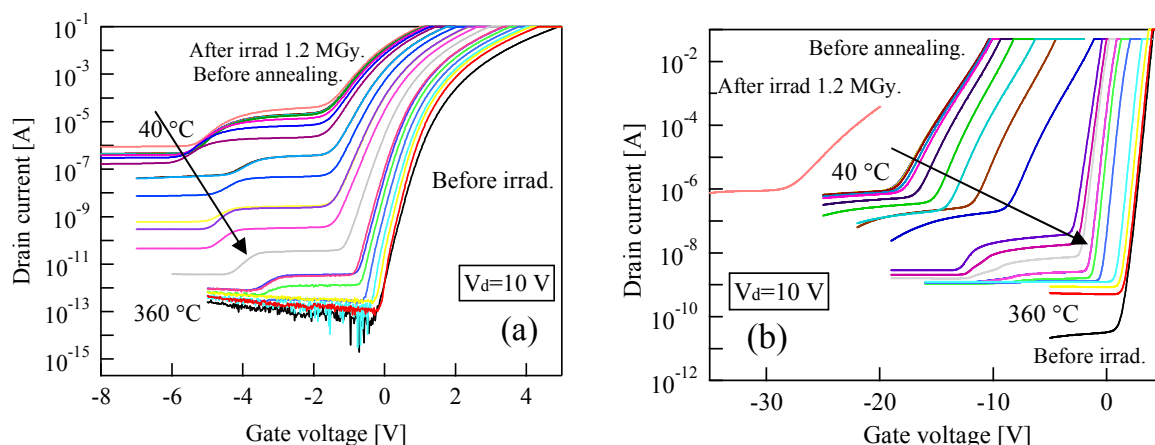 10⁻¹
10⁻³
10⁻⁵
10⁻⁷
10⁻⁹
10⁻¹¹
10⁻¹³
10⁻¹⁵
Drain current [A]
After irrad 1.2 MGy.
Before annealing.
40 °C
Before irrad.
Vd=10 V
360 °C
(a)
-8 -6 -4 -2 0 2 4
Gate voltage [V]
10⁻²
10⁻⁴
10⁻⁶
10⁻⁸
10⁻¹⁰
10⁻¹²
Drain current [A]
Before annealing.
After irrad 1.2 MGy.
40 °C
Vd=10 V
360 °C
(b)
Before irrad.
-30 -20 -10 0
Gate voltage [V]